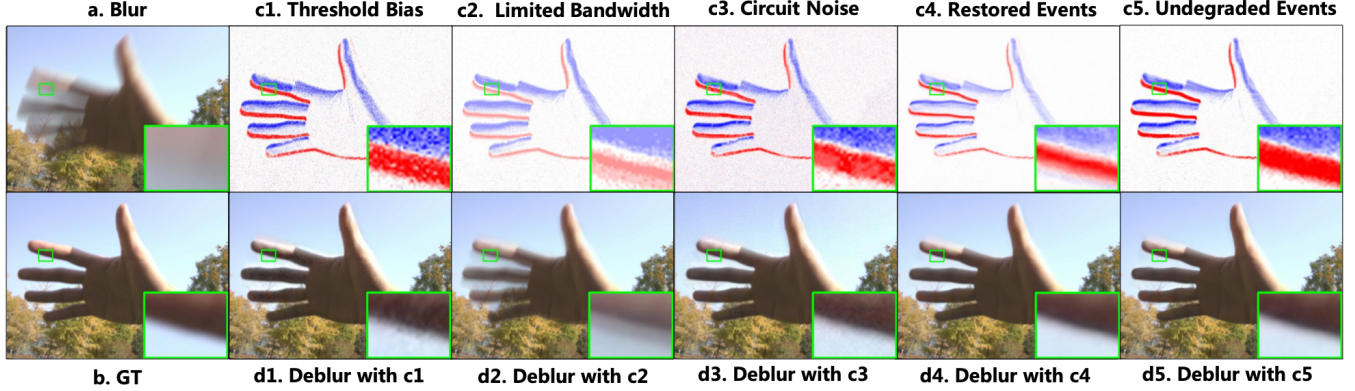 a. Blur
c1. Threshold Bias
c2. Limited Bandwidth
c3. Circuit Noise
c4. Restored Events
c5. Undegraded Events
b. GT
d1. Deblur with c1
d2. Deblur with c2
d3. Deblur with c3
d4. Deblur with c4
d5. Deblur with c5